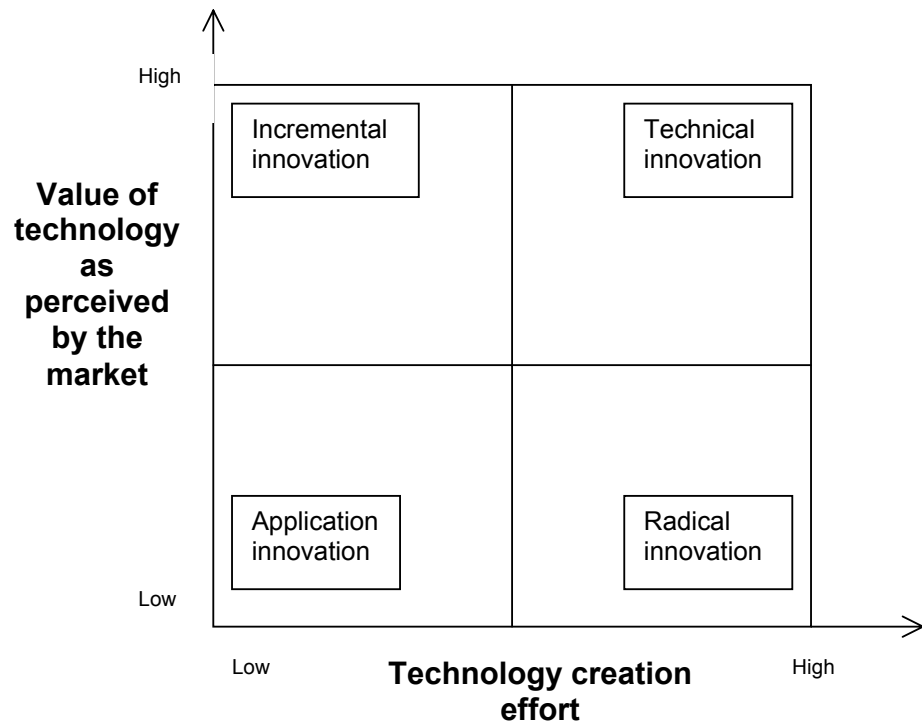 High
Incremental
innovation
Technical
innovation
Value of
technology
as
perceived
by the
market
Application
innovation
Radical
innovation
Low
Low
Technology creation
effort
High